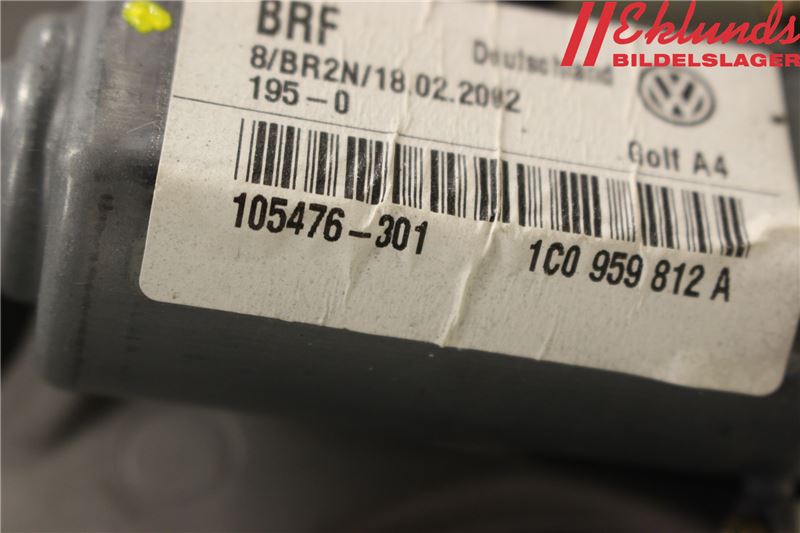 Eklunds
BILDELSLAGER
BRF
Deutschland
8/BR2N/18.02.2002
195-0
Golf A4
105476-301
1C0 959 812 A